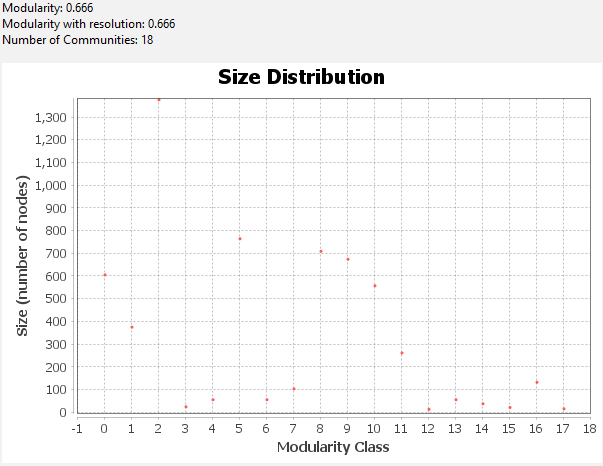 Modularity: 0.666
Modularity with resolution: 0.666
Number of Communities: 18
Size Distribution
Size (number of nodes)
1,300
1,200
1,100
1,000
900
800
700
600
500
400
300
200
100
0
-1 0 1 2 3 4 5 6 7 8 9 10 11 12 13 14 15 16 17 18
Modularity Class